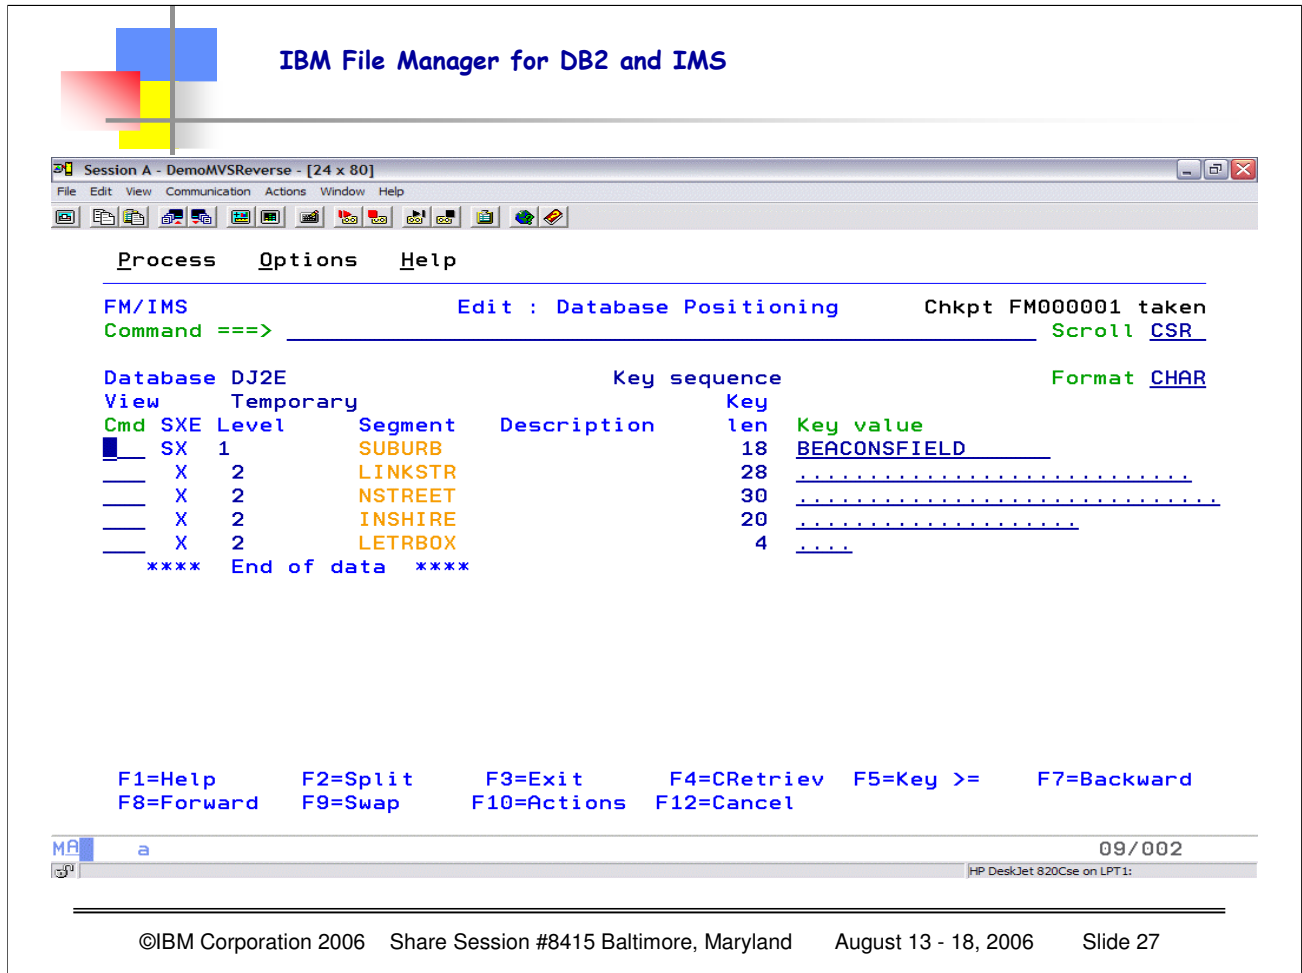 IBM File Manager for DB2 and IMS
Session A - DemoMVSReverse - [24 x 80]
File Edit View Communication Actions Window Help
Process Options Help
FM/IMS Edit : Database Positioning Chkpt FM000001 taken
Command ===> Scroll CSR
Database DJ2E Key sequence Format CHAR
View Temporary Key
Cmd SXE Level Segment Description len Key value
SX 1 SUBURB 18 BEACONSFIELD
X 2 LINKSTR 28 ............................
X 2 NSTREET 30 ..............................
X 2 INSHIRE 20 ....................
X 2 LETRBOX 4 ....
**** End of data ****
F1=Help F2=Split F3=Exit F4=CRetriev F5=Key >= F7=Backward
F8=Forward F9=Swap F10=Actions F12=Cancel
MA a 09/002
HP DeskJet 820Cse on LPT1:
©IBM Corporation 2006 Share Session #8415 Baltimore, Maryland August 13 - 18, 2006 Slide 27